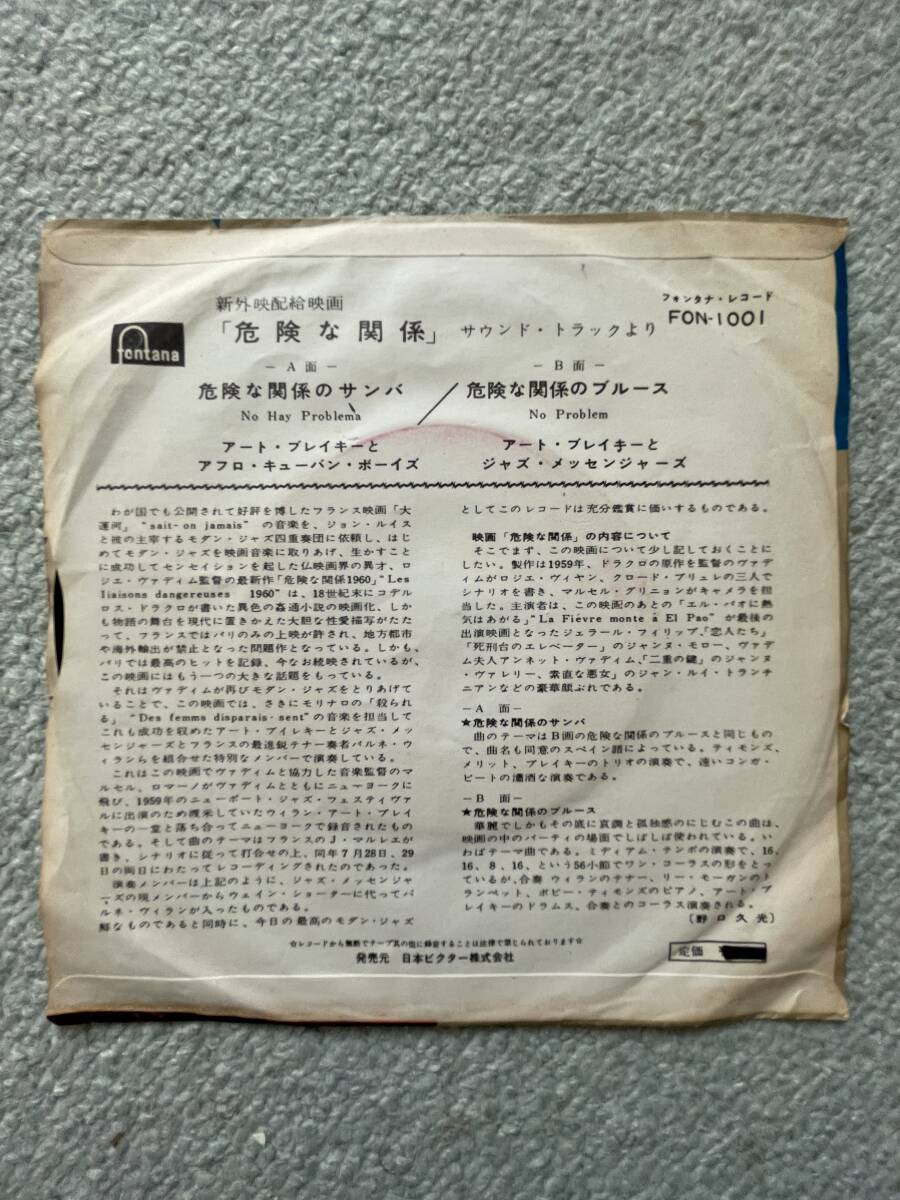 新外映配給映画
fontana
「危険な関係」 サウンド・トラックより
フォンタナ・レコード
FON-1001
— A 面 —
危険な関係のサンバ
No Hay Problema
アート・ブレイキーと
アフロ・キューバン・ボーイズ
— B 面 —
危険な関係のブルース
No Problem
アート・ブレイキーと
ジャズ・メッセンジャーズ
わが国でも公開されて好評を博したフランス映画「大
運河」“sait-on jamais” の音楽を、ジョン・ルイス
と彼の主宰するモダン・ジャズ四重奏団に依頼し、はじ
めてモダン・ジャズを映画音楽に取りあげ、生かすこと
に成功してセンセイションを起した仏映画界の異才、ロ
ジエ・ヴァディム監督の最新作「危険な関係1960」“Les
liaisons dangereuses 1960” は、18世紀末にコデル
ロス・ドラクロが書いた異色の姦通小説の映画化、しか
も物語の舞台を現代に置きかえた大胆な性愛描写がたた
って、フランスではパリのみの上映が許され、地方都市
や海外輸出が禁止となった問題作となっている。しかも、
パリでは最高のヒットを記録、今なお続映されているが、
この映画にはもう一つの大きな話題をもっている。
それはヴァディムが再びモダン・ジャズをとりあげて
いることで、この映画では、さきにモリナロの「殺られ
る」“Des femms disparais-sent”の音楽を担当して
これも成功を収めたアート・ブイレキーとジャズ・メッ
センジャーズとフランスの最進鋭テナー奏者バルネ・ウ
ィランらを組合せた特別なメンバーで演奏している。
これはこの映画でヴァディムと協力した音楽監督のマ
ルセル、ロマーノがヴァディムとともにニューヨークに
飛び、1959年のニューポート・ジャズ・フェスティヴァ
ルに出演のため渡米していたウィラン・アート・ブレイ
キーの一堂と落ち合ってニューヨークで録音されたもの
である。そして曲のテーマはフランスのJ・マルレエが
書き、シナリオに従って打合せの上、同年7月28日、29
日の両日にわたってレコーディングされたのであった。
演奏メンバーは上記のように、ジャズ・メッセンジャ
ーズの現メンバーからウェイン・ショーターに代ってバ
ルネ・ヴィランが入ったものである。
鮮なものであると同時に、今日の最高のモダン・ジャズ
としてこのレコードは充分鑑賞に価いするものである。
映画「危険な関係」の内容について
そこでまず、この映画について少し記しておくことに
したい。製作は1959年、ドラクロの原作を監督のヴァデ
ィムがロジエ・ヴィヤン、クロード・ブリュレの三人で
シナリオを書き、マルセル・グリニョンがキャメラを担
当した。主演者は、この映画のあとの「エル・パオに熱
気はあがる“La Fièvre monte à El Pao” が最後の
出演映画となったジェラール・フィリップ、「恋人たち」
「死刑台のエレベーター」のジャンヌ・モロー、ヴァデ
ム夫人アンネット・ヴァディム、「二重の鍵」のジャンヌ
・ヴァレリー、素直な悪女」のジャン・ルイ・トランチ
ニアンなどの豪華顔ぶれである。
—A 面—
★危険な関係のサンバ
曲のテーマはB画の危険な関係のブルースと同じもの
で、曲名も同意のスペイン語によっている。ティモンズ、
メリット、ブレイキーのトリオの演奏で、速いコンガ・
ビートの瀟洒な演奏である。
—B 面—
★危険な関係のブルース
華麗でしかもその底に哀調と孤独感のにじむこの曲は、
映画の中のパーティの場面でしばしば使われている。い
わばテーマ曲である。ミディアム・テンポの演奏で、16、
16、8、16、という56小節でワン・コーラスの形をとっ
ているが、合奏 ウィランのテナー、リー・モーガンのト
ランペット、ボビー・ティモンズのピアノ、アート・ブ
レイキーのドラムス、合奏とのコーラス演奏される。
〔野口久光〕
☆レコードから無断でテープ其の他に録音することは法律で禁じられております☆
発売元 日本ビクター株式会社
定価